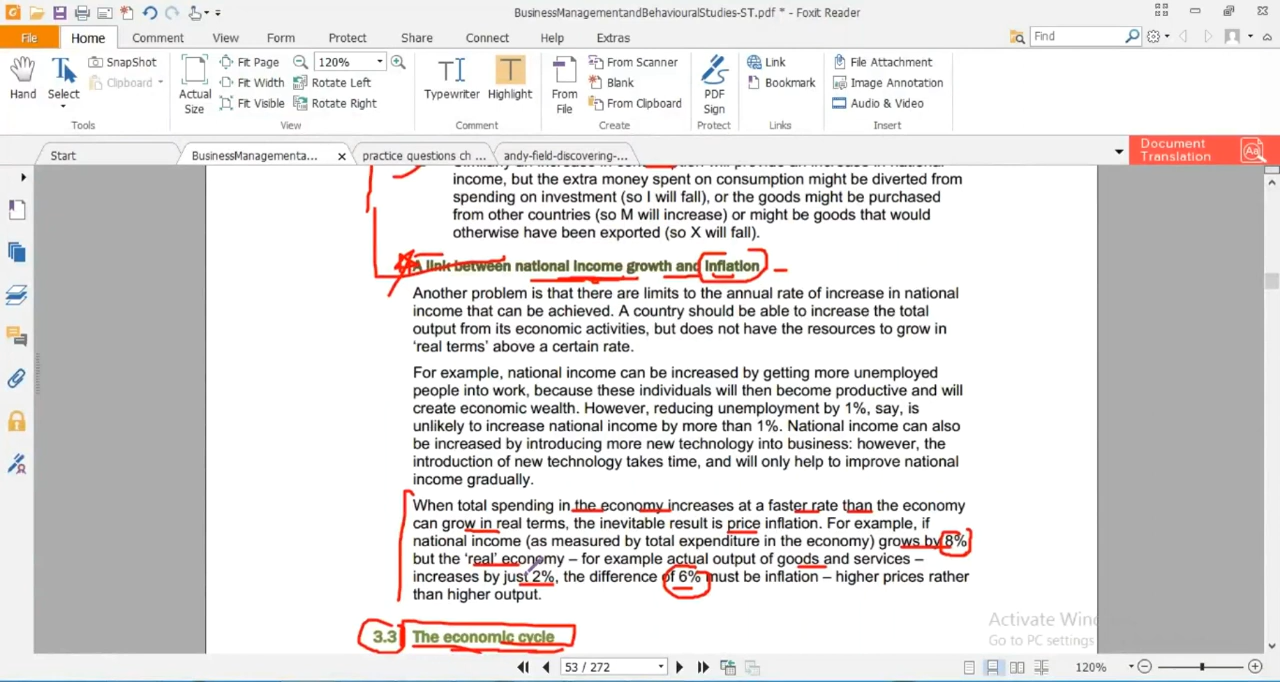 BusinessManagementandBehaviouralStudies-ST.pdf * - Foxit Reader
File Home Comment View Form Protect Share Connect Help Extras Find
Hand Select SnapShot Clipboard Actual Size Fit Page Fit Width Fit Visible 120% Rotate Left Rotate Right Typewriter Highlight From File From Scanner Blank From Clipboard PDF Sign Link Bookmark File Attachment Image Annotation Audio & Video
Tools View Comment Create Protect Links Insert
Start BusinessManagementa... practice questions ch ... andy-field-discovering-... Document Translation
income, but the extra money spent on consumption might be diverted from
spending on investment (so I will fall), or the goods might be purchased
from other countries (so M will increase) or might be goods that would
otherwise have been exported (so X will fall).
A link between national income growth and inflation
Another problem is that there are limits to the annual rate of increase in national
income that can be achieved. A country should be able to increase the total
output from its economic activities, but does not have the resources to grow in
'real terms' above a certain rate.
For example, national income can be increased by getting more unemployed
people into work, because these individuals will then become productive and will
create economic wealth. However, reducing unemployment by 1%, say, is
unlikely to increase national income by more than 1%. National income can also
be increased by introducing more new technology into business: however, the
introduction of new technology takes time, and will only help to improve national
income gradually.
When total spending in the economy increases at a faster rate than the economy
can grow in real terms, the inevitable result is price inflation. For example, if
national income (as measured by total expenditure in the economy) grows by 8%
but the 'real' economy – for example actual output of goods and services –
increases by just 2%, the difference of 6% must be inflation – higher prices rather
than higher output.
Activate Win
Go to PC settings
3.3 The economic cycle
53 / 272 120%